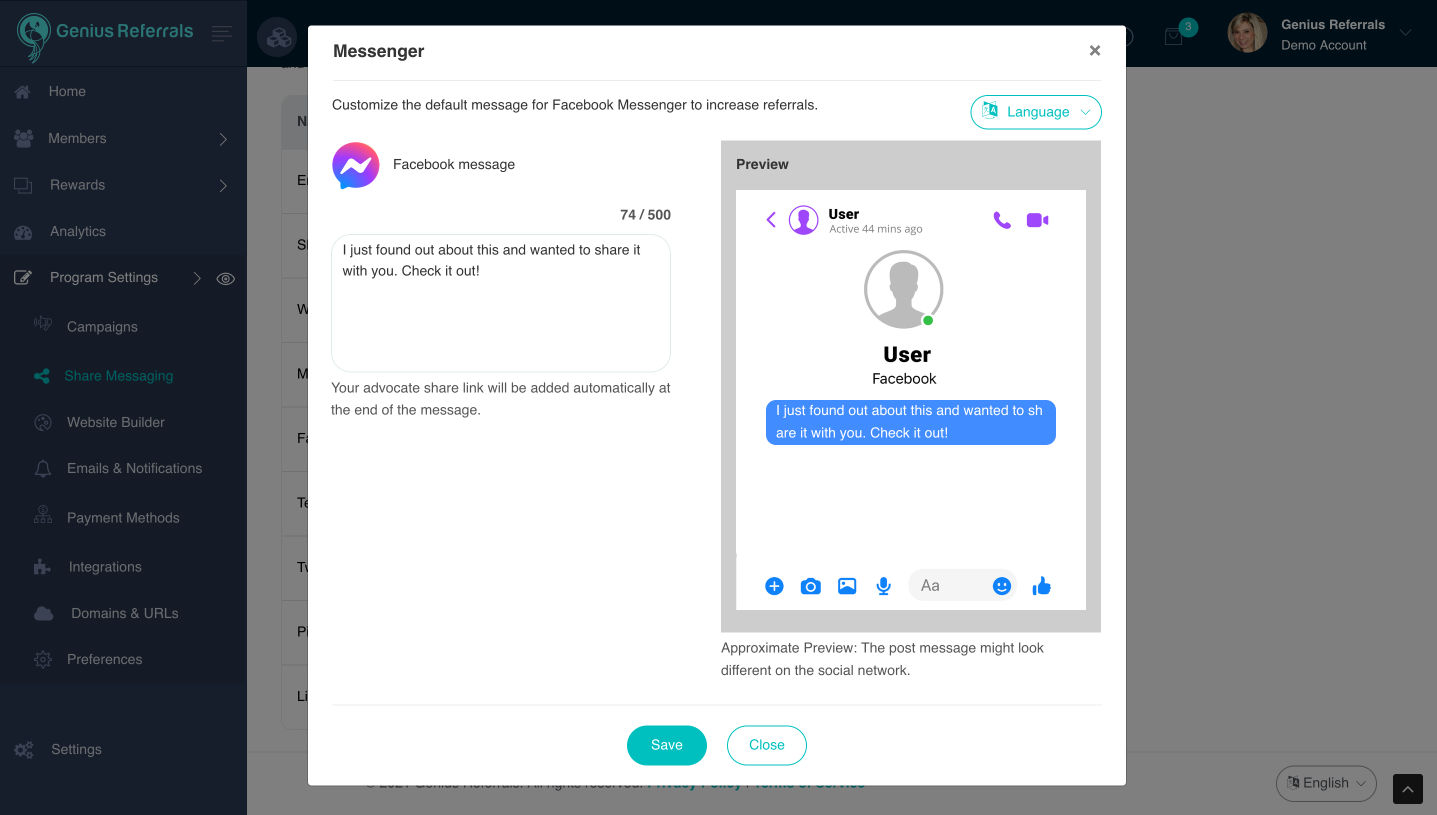 Genius Referrals
3
Genius Referrals
Demo Account
Home
Members
Rewards
Analytics
Program Settings
Campaigns
Share Messaging
Website Builder
Emails & Notifications
Payment Methods
Integrations
Domains & URLs
Preferences
Settings
Messenger
×
Customize the default message for Facebook Messenger to increase referrals.
Language
Facebook message
74 / 500
I just found out about this and wanted to share it
with you. Check it out!
Your advocate share link will be added automatically at
the end of the message.
Preview
User
Active 44 mins ago
User
Facebook
I just found out about this and wanted to sh
are it with you. Check it out!
Aa
Approximate Preview: The post message might look
different on the social network.
Save
Close
English